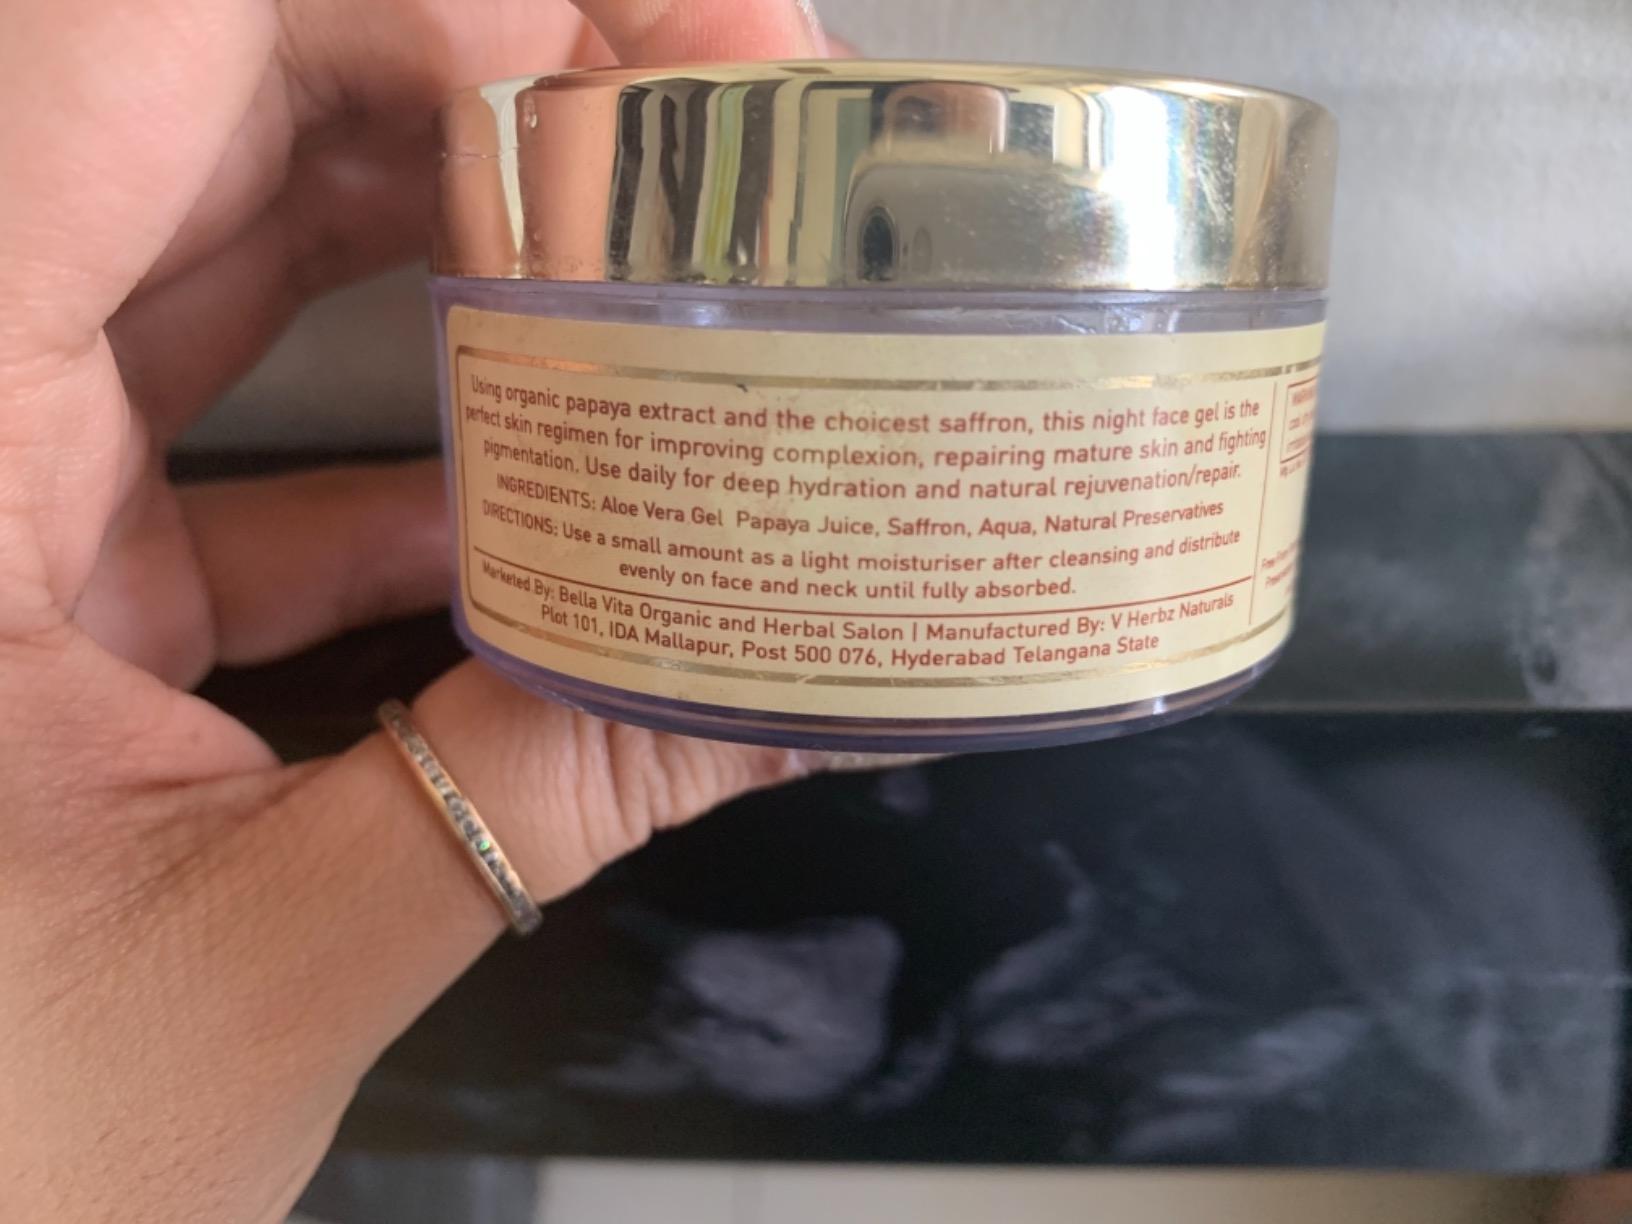 Using organic papaya extract and the choicest saffron, this night face gel is the
perfect skin regimen for improving complexion, repairing mature skin and fighting
pigmentation. Use daily for deep hydration and natural rejuvenation/repair.
INGREDIENTS: Aloe Vera Gel Papaya Juice, Saffron, Aqua, Natural Preservatives
DIRECTIONS: Use a small amount as a light moisturiser after cleansing and distribute
evenly on face and neck until fully absorbed.
Marketed By: Bella Vita Organic and Herbal Salon | Manufactured By: V Herbz Naturals
Plot 101, IDA Mallapur, Post 500 076, Hyderabad Telangana State